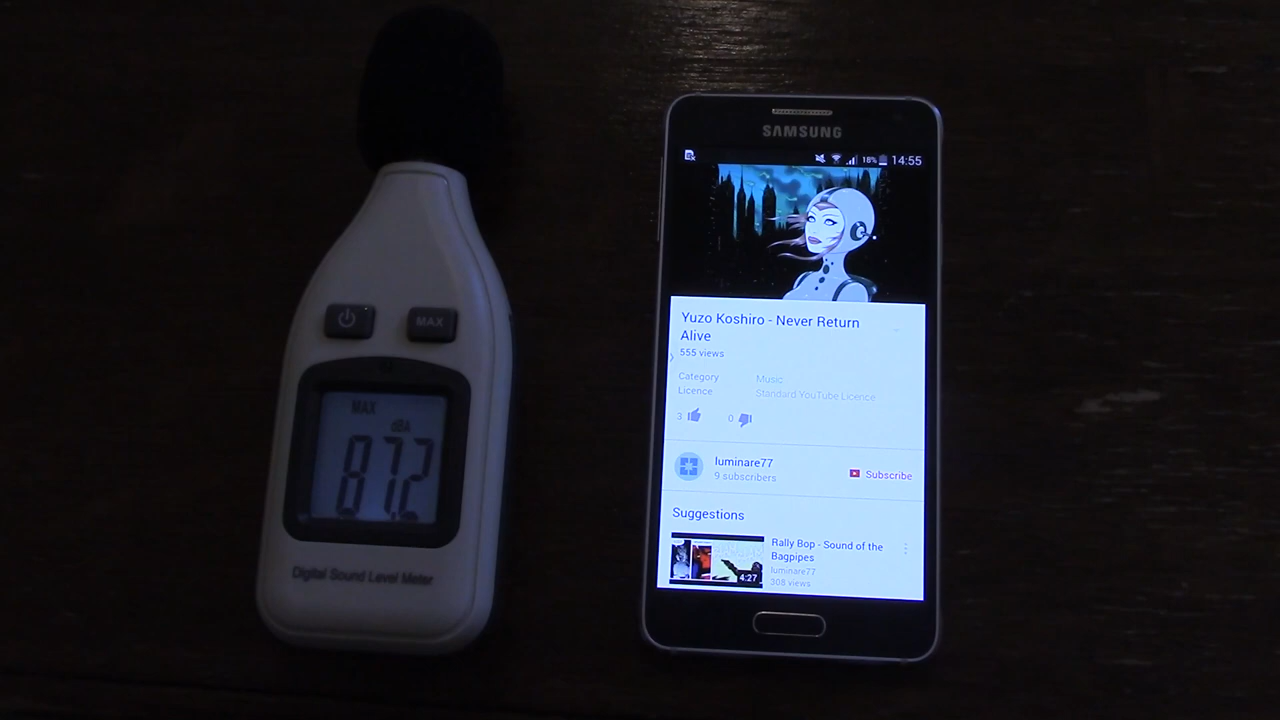 MAX
MAX
dBA
87.2
Digital Sound Level Meter
SAMSUNG
18% 14:55
Yuzo Koshiro - Never Return
Alive
555 views
Category Music
Licence Standard YouTube Licence
3 0
luminare77
9 subscribers
Subscribe
Suggestions
Rally Bop - Sound of the
Bagpipes
luminare77
308 views
4:27